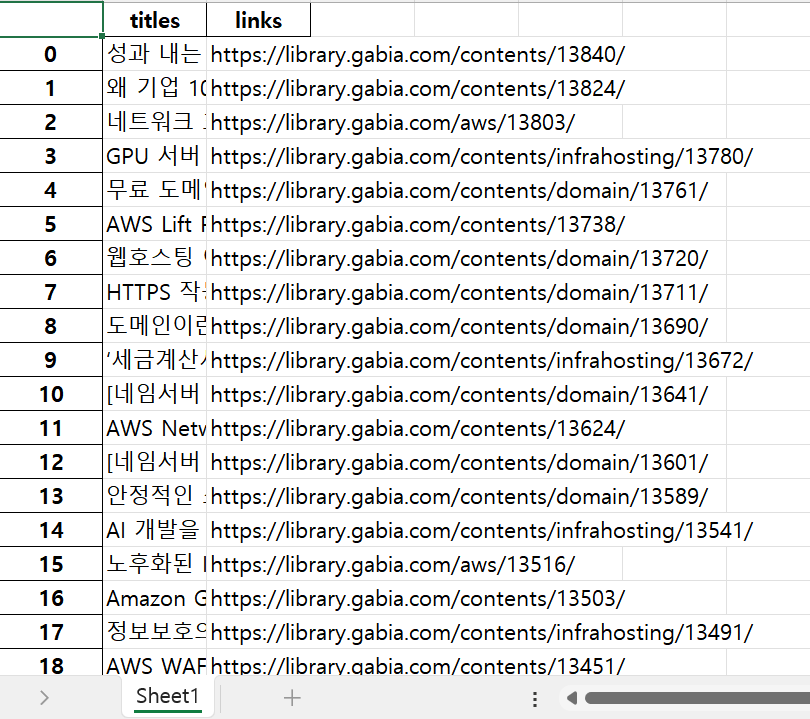 titles links
0 성과 내는 https://library.gabia.com/contents/13840/
1 왜 기업 10 https://library.gabia.com/contents/13824/
2 네트워크 https://library.gabia.com/aws/13803/
3 GPU 서버 https://library.gabia.com/contents/infrahosting/13780/
4 무료 도메인 https://library.gabia.com/contents/domain/13761/
5 AWS Lift https://library.gabia.com/contents/13738/
6 웹호스팅 https://library.gabia.com/contents/domain/13720/
7 HTTPS 작동 https://library.gabia.com/contents/domain/13711/
8 도메인이란 https://library.gabia.com/contents/domain/13690/
9 ‘세금계산서 https://library.gabia.com/contents/infrahosting/13672/
10 [네임서버 https://library.gabia.com/contents/domain/13641/
11 AWS Netw https://library.gabia.com/contents/13624/
12 [네임서버 https://library.gabia.com/contents/domain/13601/
13 안정적인 https://library.gabia.com/contents/domain/13589/
14 AI 개발을 https://library.gabia.com/contents/infrahosting/13541/
15 노후화된 https://library.gabia.com/aws/13516/
16 Amazon https://library.gabia.com/contents/13503/
17 정보보호의 https://library.gabia.com/contents/infrahosting/13491/
18 AWS WAF https://library.gabia.com/contents/13451/
Sheet1